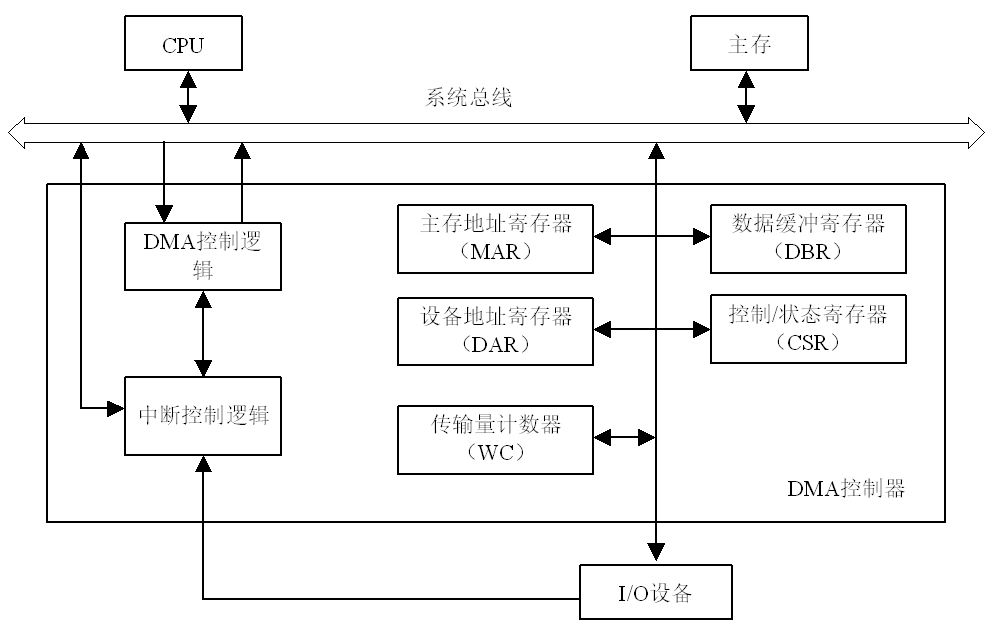 CPU
主存
系统总线
DMA控制逻
辑
主存地址寄存器
（MAR）
数据缓冲寄存器
（DBR）
设备地址寄存器
（DAR）
控制/状态寄存器
（CSR）
中断控制逻辑
传输量计数器
（WC）
DMA控制器
I/O设备